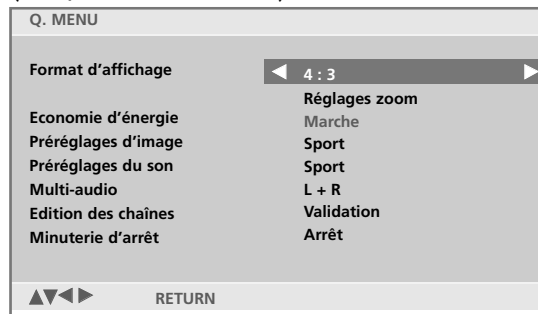 Q. MENU
Format d'affichage 4 : 3
Réglages zoom
Economie d'énergie Marche
Préréglages d'image Sport
Préréglages du son Sport
Multi-audio L + R
Edition des chaînes Validation
Minuterie d'arrêt Arrêt
RETURN